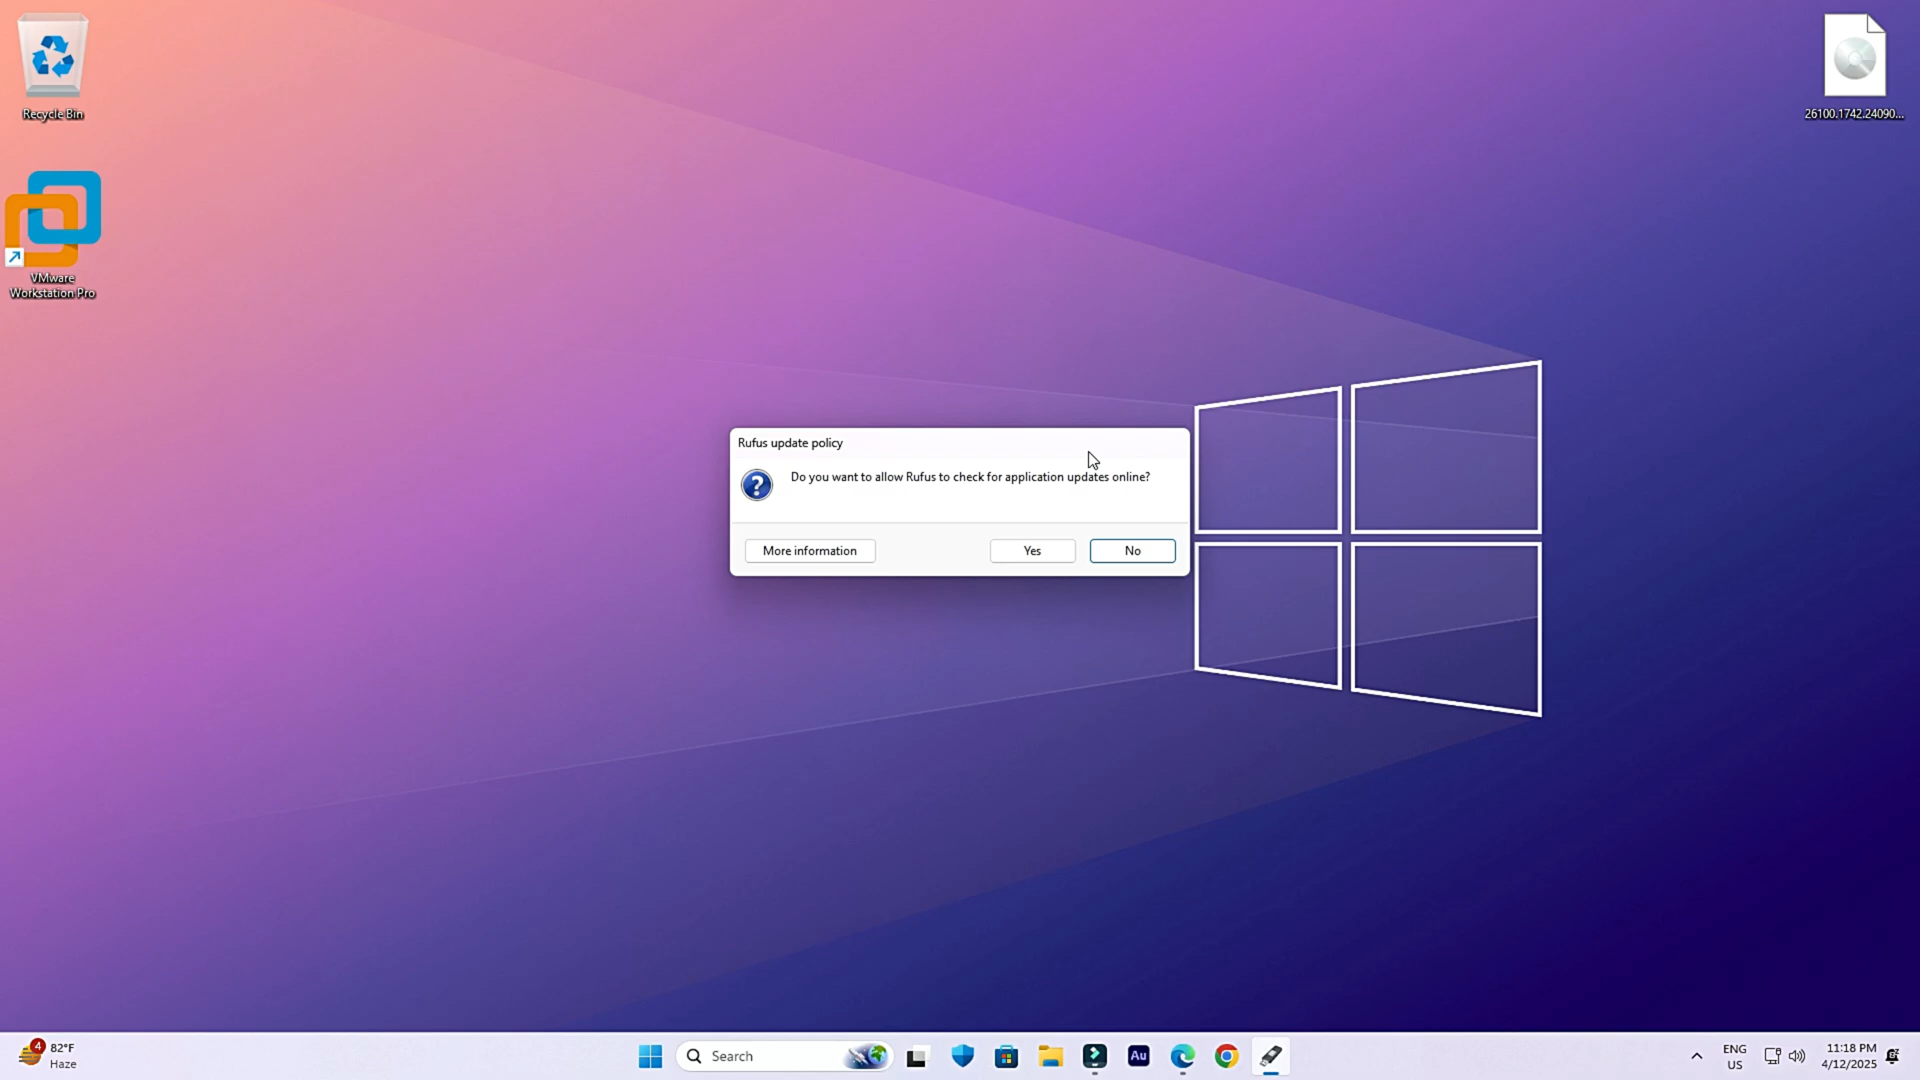 Recycle Bin
26100.1742.24090...
VMware
Workstation Pro
Rufus update policy
?
Do you want to allow Rufus to check for application updates online?
More information
Yes
No
4
82°F
Haze
Search
Au
ENG
US
11:18 PM
4/12/2025